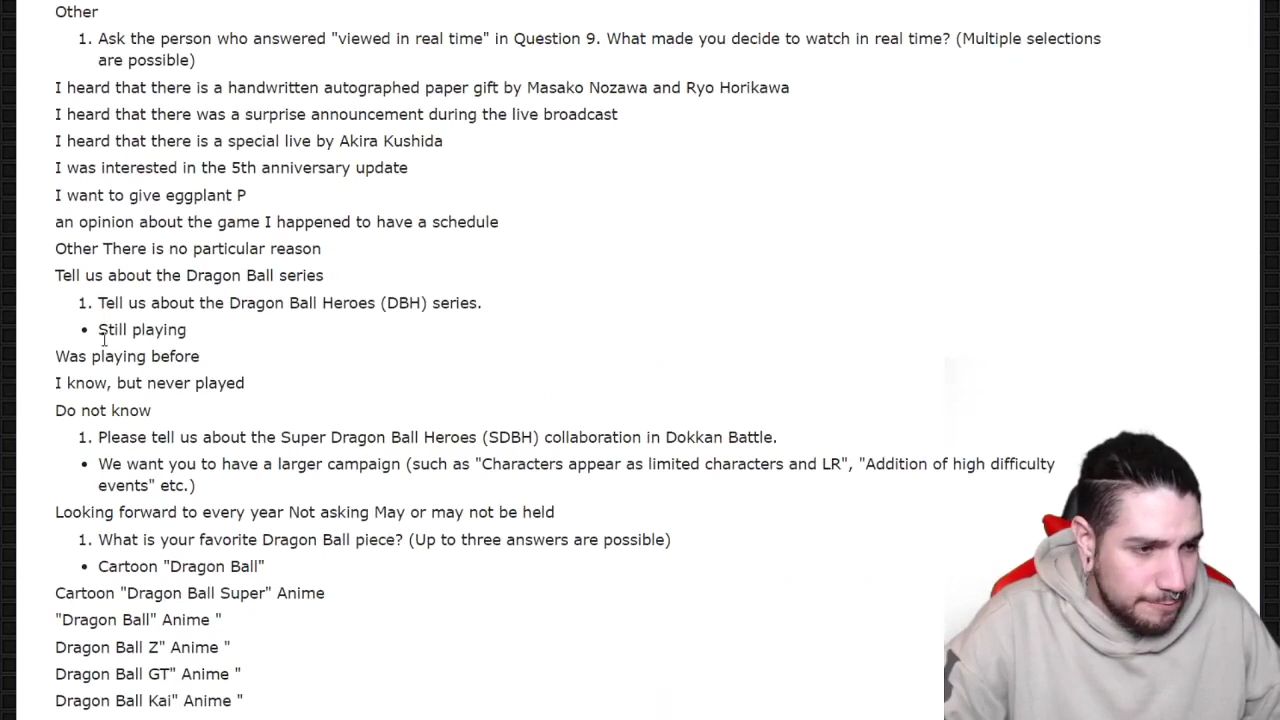 Other
1. Ask the person who answered "viewed in real time" in Question 9. What made you decide to watch in real time? (Multiple selections
are possible)
I heard that there is a handwritten autographed paper gift by Masako Nozawa and Ryo Horikawa
I heard that there was a surprise announcement during the live broadcast
I heard that there is a special live by Akira Kushida
I was interested in the 5th anniversary update
I want to give eggplant P
an opinion about the game I happened to have a schedule
Other There is no particular reason
Tell us about the Dragon Ball series
1. Tell us about the Dragon Ball Heroes (DBH) series.
• Still playing
Was playing before
I know, but never played
Do not know
1. Please tell us about the Super Dragon Ball Heroes (SDBH) collaboration in Dokkan Battle.
• We want you to have a larger campaign (such as "Characters appear as limited characters and LR", "Addition of high difficulty
events" etc.)
Looking forward to every year Not asking May or may not be held
1. What is your favorite Dragon Ball piece? (Up to three answers are possible)
• Cartoon "Dragon Ball"
Cartoon "Dragon Ball Super" Anime
"Dragon Ball" Anime "
Dragon Ball Z" Anime "
Dragon Ball GT" Anime "
Dragon Ball Kai" Anime "